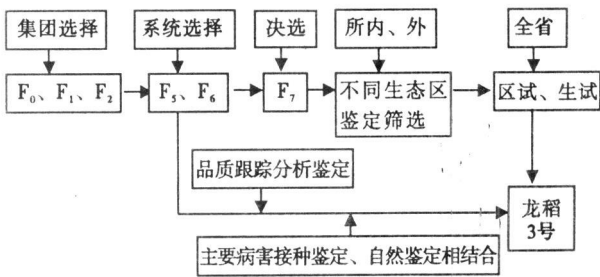 集团选择
系统选择
决选
所内、外
全省
F₀、F₁、F₂
F₅、F₆
F₇
不同生态区
鉴定筛选
区试、生试
品质跟踪分析鉴定
龙稻
3号
主要病害接种鉴定、自然鉴定相结合